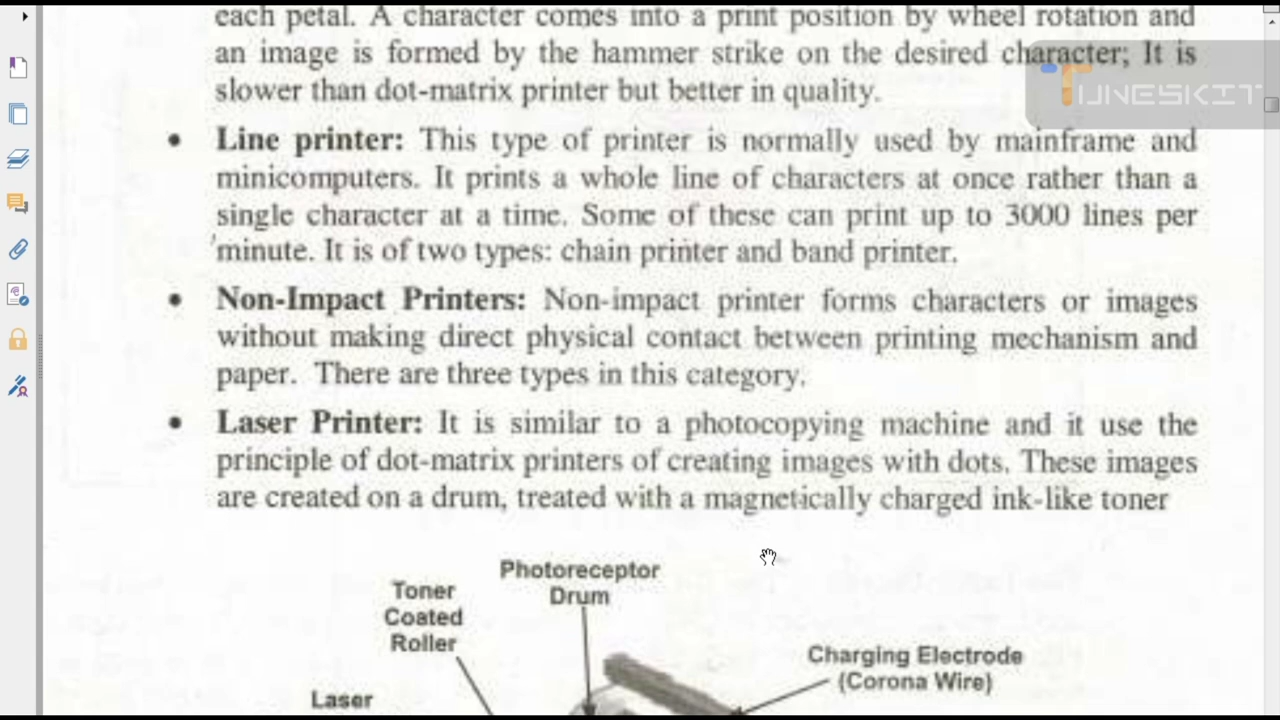 each petal. A character comes into a print position by wheel rotation and
an image is formed by the hammer strike on the desired character; It is
slower than dot-matrix printer but better in quality.
TUNESKIT
• Line printer: This type of printer is normally used by mainframe and
minicomputers. It prints a whole line of characters at once rather than a
single character at a time. Some of these can print up to 3000 lines per
minute. It is of two types: chain printer and band printer.
• Non-Impact Printers: Non-impact printer forms characters or images
without making direct physical contact between printing mechanism and
paper. There are three types in this category.
• Laser Printer: It is similar to a photocopying machine and it use the
principle of dot-matrix printers of creating images with dots. These images
are created on a drum, treated with a magnetically charged ink-like toner
Photoreceptor
Drum
Toner
Coated
Roller
Charging Electrode
(Corona Wire)
Laser